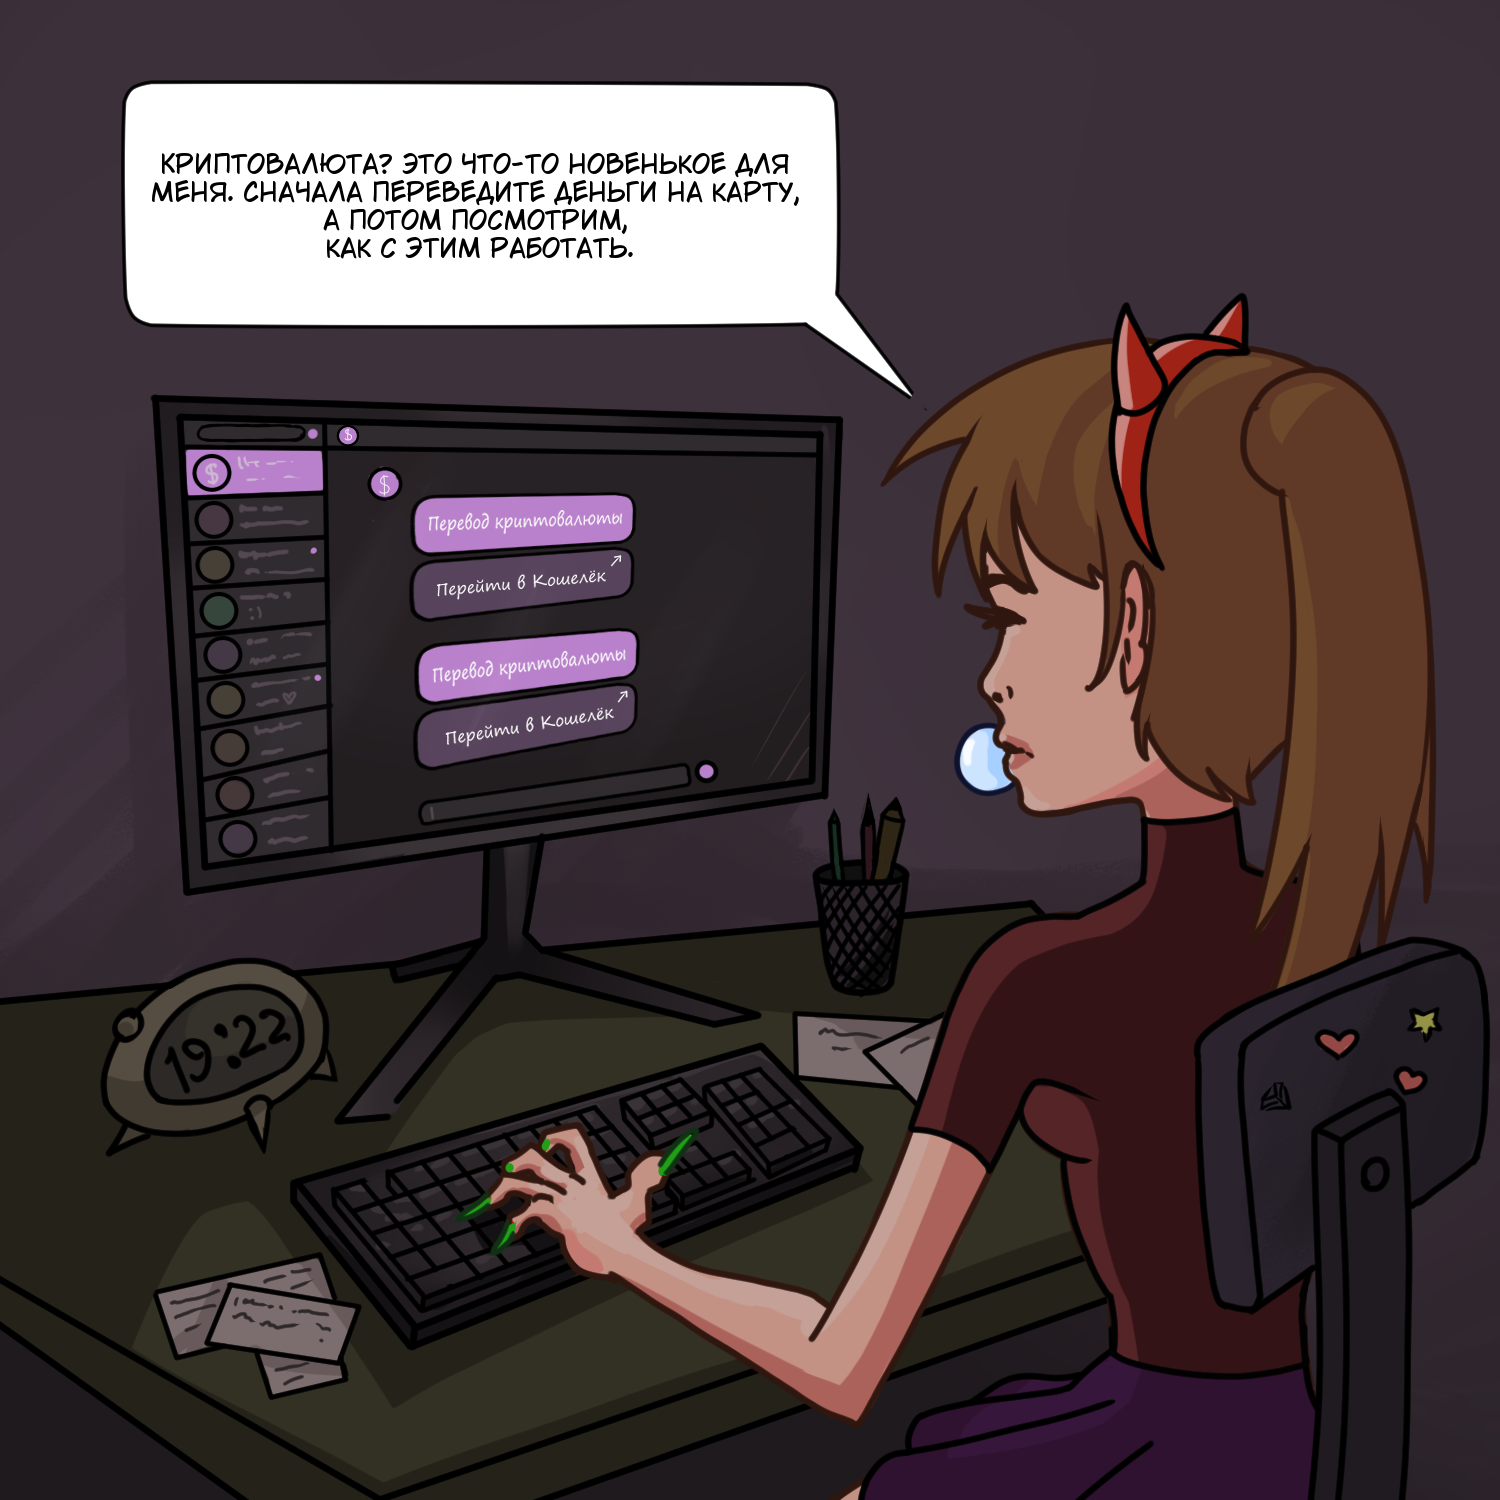 КРИПТОВАЛЮТА? ЭТО ЧТО-ТО НОВЕНЬКОЕ ДЛЯ
МЕНЯ. СНАЧАЛА ПЕРЕВЕДИТЕ ДЕНЬГИ НА КАРТУ,
А ПОТОМ ПОСМОТРИМ,
КАК С ЭТИМ РАБОТАТЬ.
$
$
$
Перевод криптовалюты
Перейти в Кошелёк
:)
Перевод криптовалюты
Перейти в Кошелёк
19:22